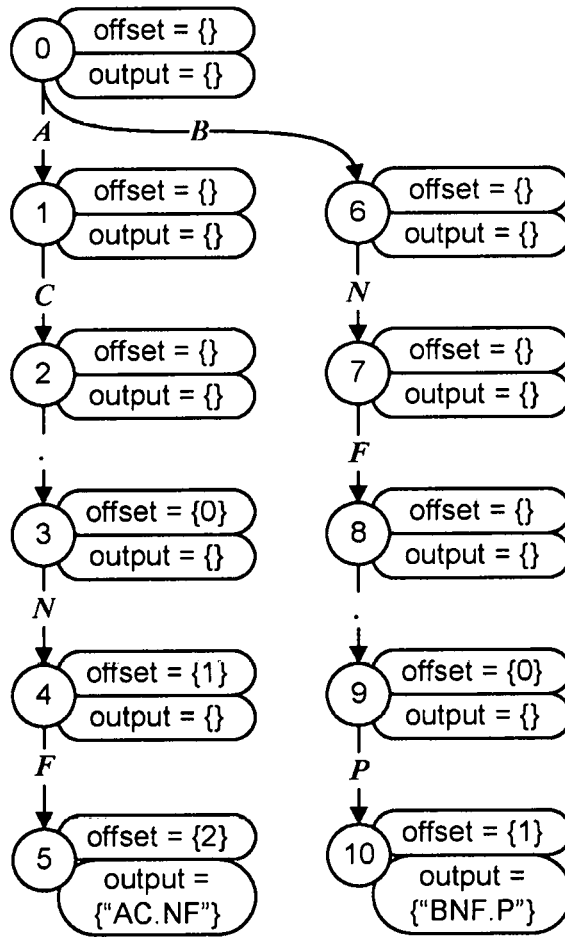 0
offset = {}
output = {}
A
B
1
offset = {}
output = {}
6
offset = {}
output = {}
C
N
2
offset = {}
output = {}
7
offset = {}
output = {}
.
F
3
offset = {0}
output = {}
8
offset = {}
output = {}
N
.
4
offset = {1}
output = {}
9
offset = {0}
output = {}
F
P
5
offset = {2}
output =
{"AC.NF"}
10
offset = {1}
output =
{"BNF.P"}